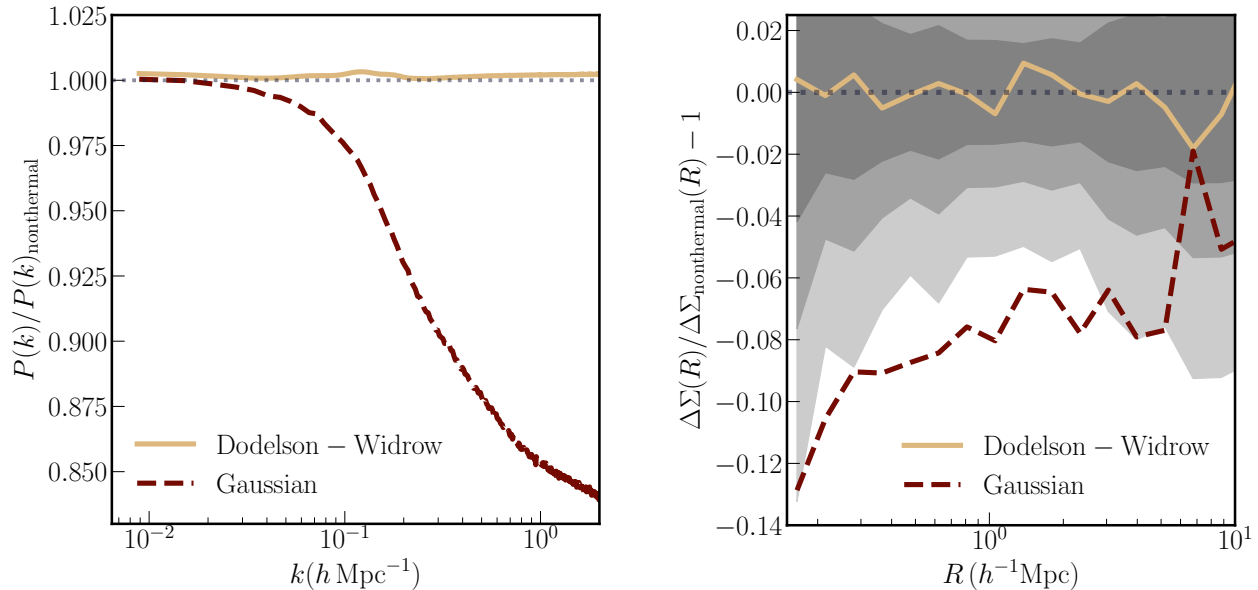 1.025
1.000
0.975
0.950
0.925
0.900
0.875
0.850
P(k)/P(k)nonthermal
Dodelson − Widrow
Gaussian
10⁻²
10⁻¹
10⁰
k(h Mpc⁻¹)
0.02
0.00
−0.02
−0.04
−0.06
−0.08
−0.10
−0.12
−0.14
ΔΣ(R)/ΔΣnonthermal(R) − 1
Dodelson − Widrow
Gaussian
10⁰
10¹
R (h⁻¹Mpc)